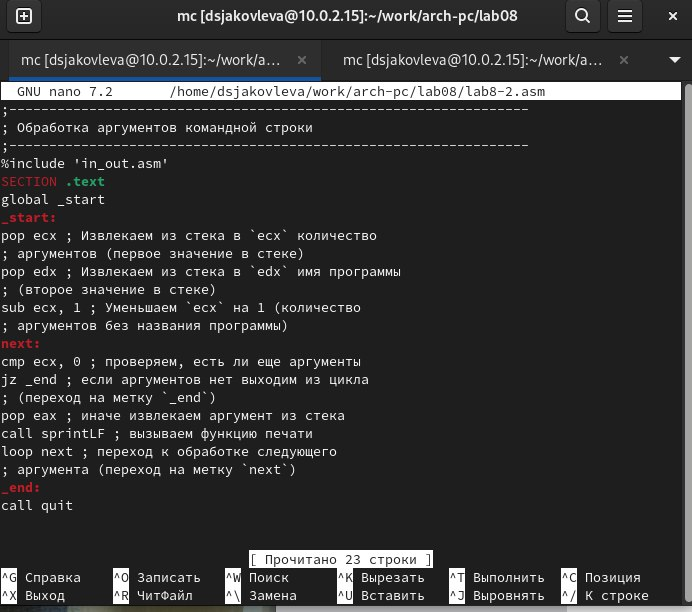 mc [dsjakovleva@10.0.2.15]:~/work/arch-pc/lab08
mc [dsjakovleva@10.0.2.15]:~/work/a... ×
mc [dsjakovleva@10.0.2.15]:~/work/a... ×
GNU nano 7.2 /home/dsjakovleva/work/arch-pc/lab08/lab8-2.asm
;-----------------------------------------------------------------
; Обработка аргументов командной строки
;-----------------------------------------------------------------
%include 'in_out.asm'
SECTION .text
global _start
_start:
pop ecx ; Извлекаем из стека в `ecx` количество
; аргументов (первое значение в стеке)
pop edx ; Извлекаем из стека в `edx` имя программы
; (второе значение в стеке)
sub ecx, 1 ; Уменьшаем `ecx` на 1 (количество
; аргументов без названия программы)
next:
cmp ecx, 0 ; проверяем, есть ли еще аргументы
jz _end ; если аргументов нет выходим из цикла
; (переход на метку `_end`)
pop eax ; иначе извлекаем аргумент из стека
call sprintLF ; вызываем функцию печати
loop next ; переход к обработке следующего
; аргумента (переход на метку `next`)
_end:
call quit
[ Прочитано 23 строки ]
^G Справка ^O Записать ^W Поиск ^K Вырезать ^T Выполнить ^C Позиция
^X Выход ^R ЧитФайл ^\ Замена ^U Вставить ^J Выровнять ^/ К строке